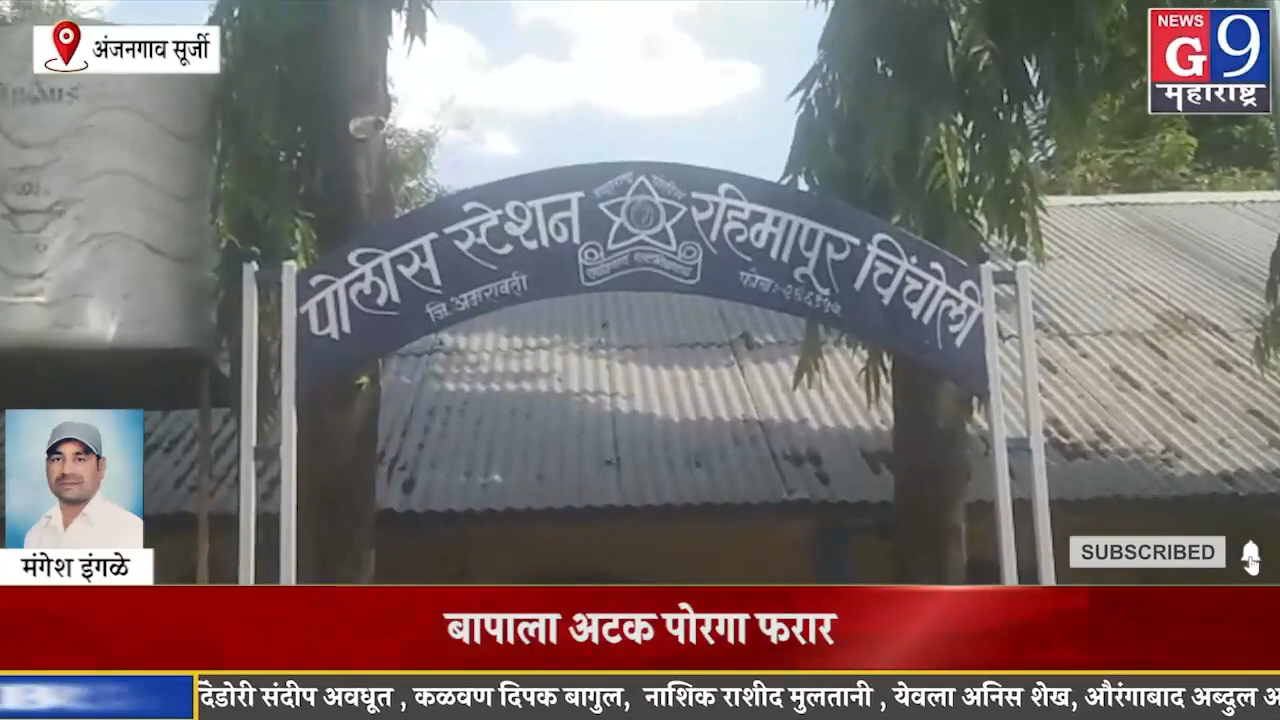 अंजनगाव सूर्जी
NEWS
G9
महाराष्ट्र
पोलीस स्टेशन रहिमापूर चिंचोली
जि. अमरावती
फोन:
मंगेश इंगळे
SUBSCRIBED
बापाला अटक पोरगा फरार
देंडोरी संदीप अवधूत , कळवण दिपक बागुल, नाशिक राशीद मुलतानी , येवला अनिस शेख, औरंगाबाद अब्दुल